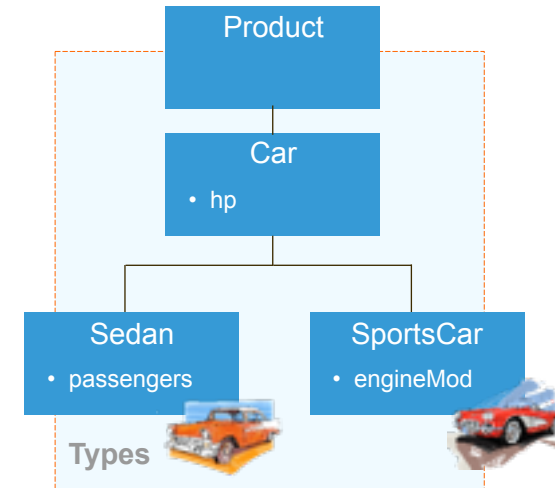 Product
Car
• hp
Sedan
• passengers
SportsCar
• engineMod
Types